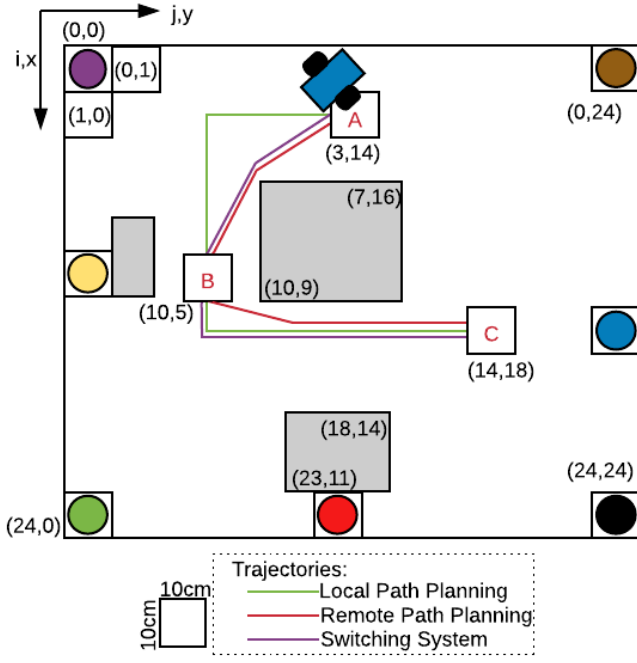 j,y
(0,0)
i,x
(0,1)
(1,0)
(0,24)
A
(3,14)
(7,16)
B
(10,9)
(10,5)
C
(14,18)
(18,14)
(23,11)
(24,24)
(24,0)
Trajectories:
10cm
Local Path Planning
10cm
Remote Path Planning
Switching System